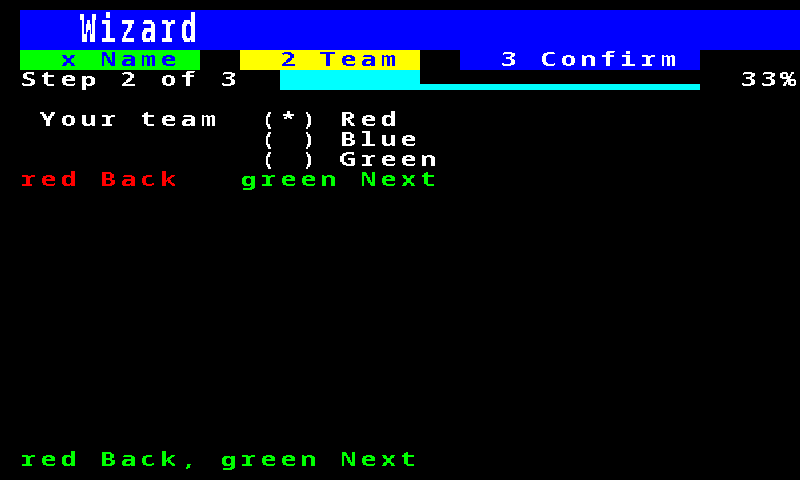 Wizard
x Name 2 Team 3 Confirm
Step 2 of 3 33%
Your team (*) Red
( ) Blue
( ) Green
red Back green Next
red Back, green Next